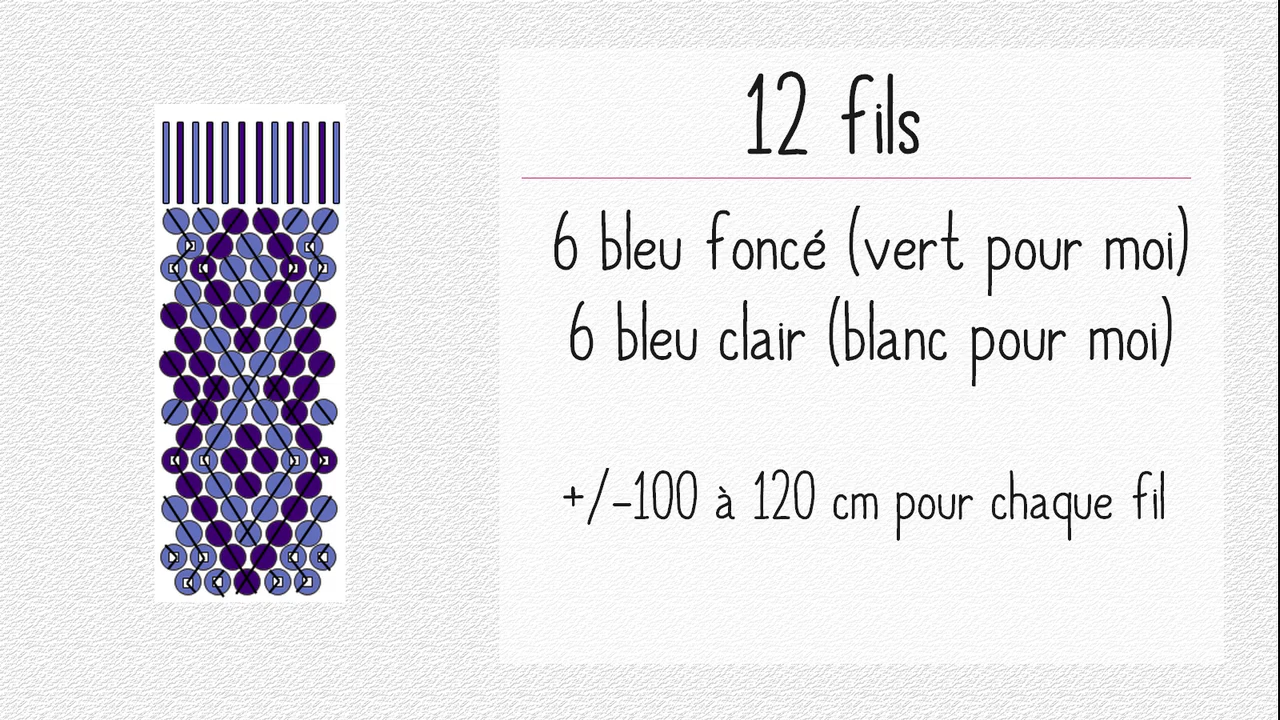 12 fils
6 bleu foncé (vert pour moi)
6 bleu clair (blanc pour moi)
+/-100 à 120 cm pour chaque fil